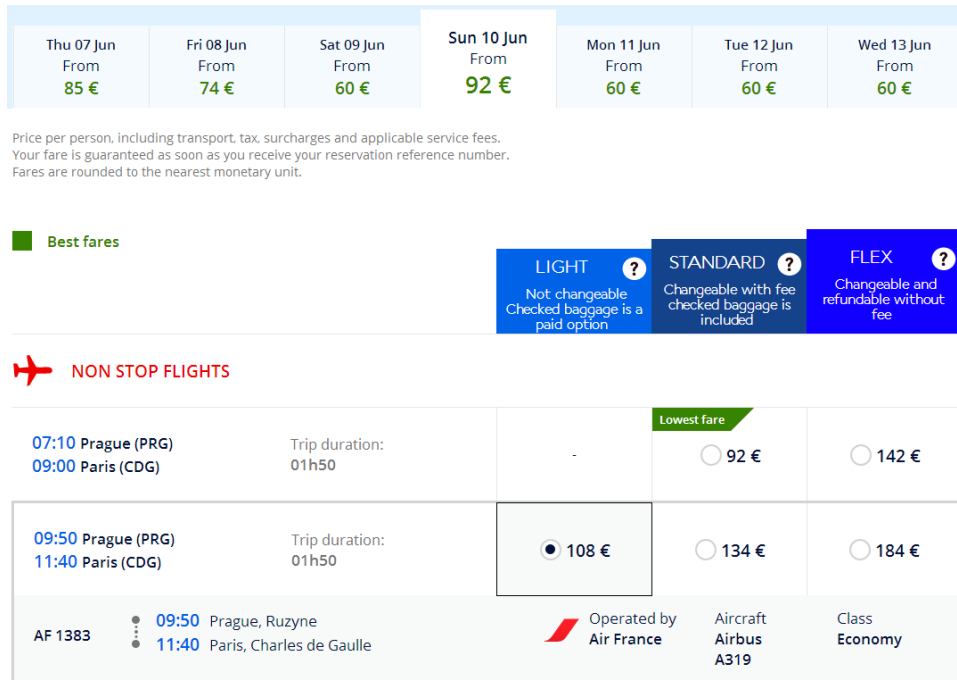 Thu 07 Jun Fri 08 Jun Sat 09 Jun Sun 10 Jun Mon 11 Jun Tue 12 Jun Wed 13 Jun
From From From From From From From
85 € 74 € 60 € 92 € 60 € 60 € 60 €
Price per person, including transport, tax, surcharges and applicable service fees.
Your fare is guaranteed as soon as you receive your reservation reference number.
Fares are rounded to the nearest monetary unit.
Best fares
LIGHT ?
Not changeable
Checked baggage is a
paid option
STANDARD ?
Changeable with fee
checked baggage is
included
FLEX ?
Changeable and
refundable without
fee
NON STOP FLIGHTS
Lowest fare
07:10 Prague (PRG)
09:00 Paris (CDG)
Trip duration:
01h50
- 92 € 142 €
09:50 Prague (PRG)
11:40 Paris (CDG)
Trip duration:
01h50
108 € 134 € 184 €
AF 1383
09:50 Prague, Ruzyne
11:40 Paris, Charles de Gaulle
Operated by
Air France
Aircraft
Airbus
A319
Class
Economy